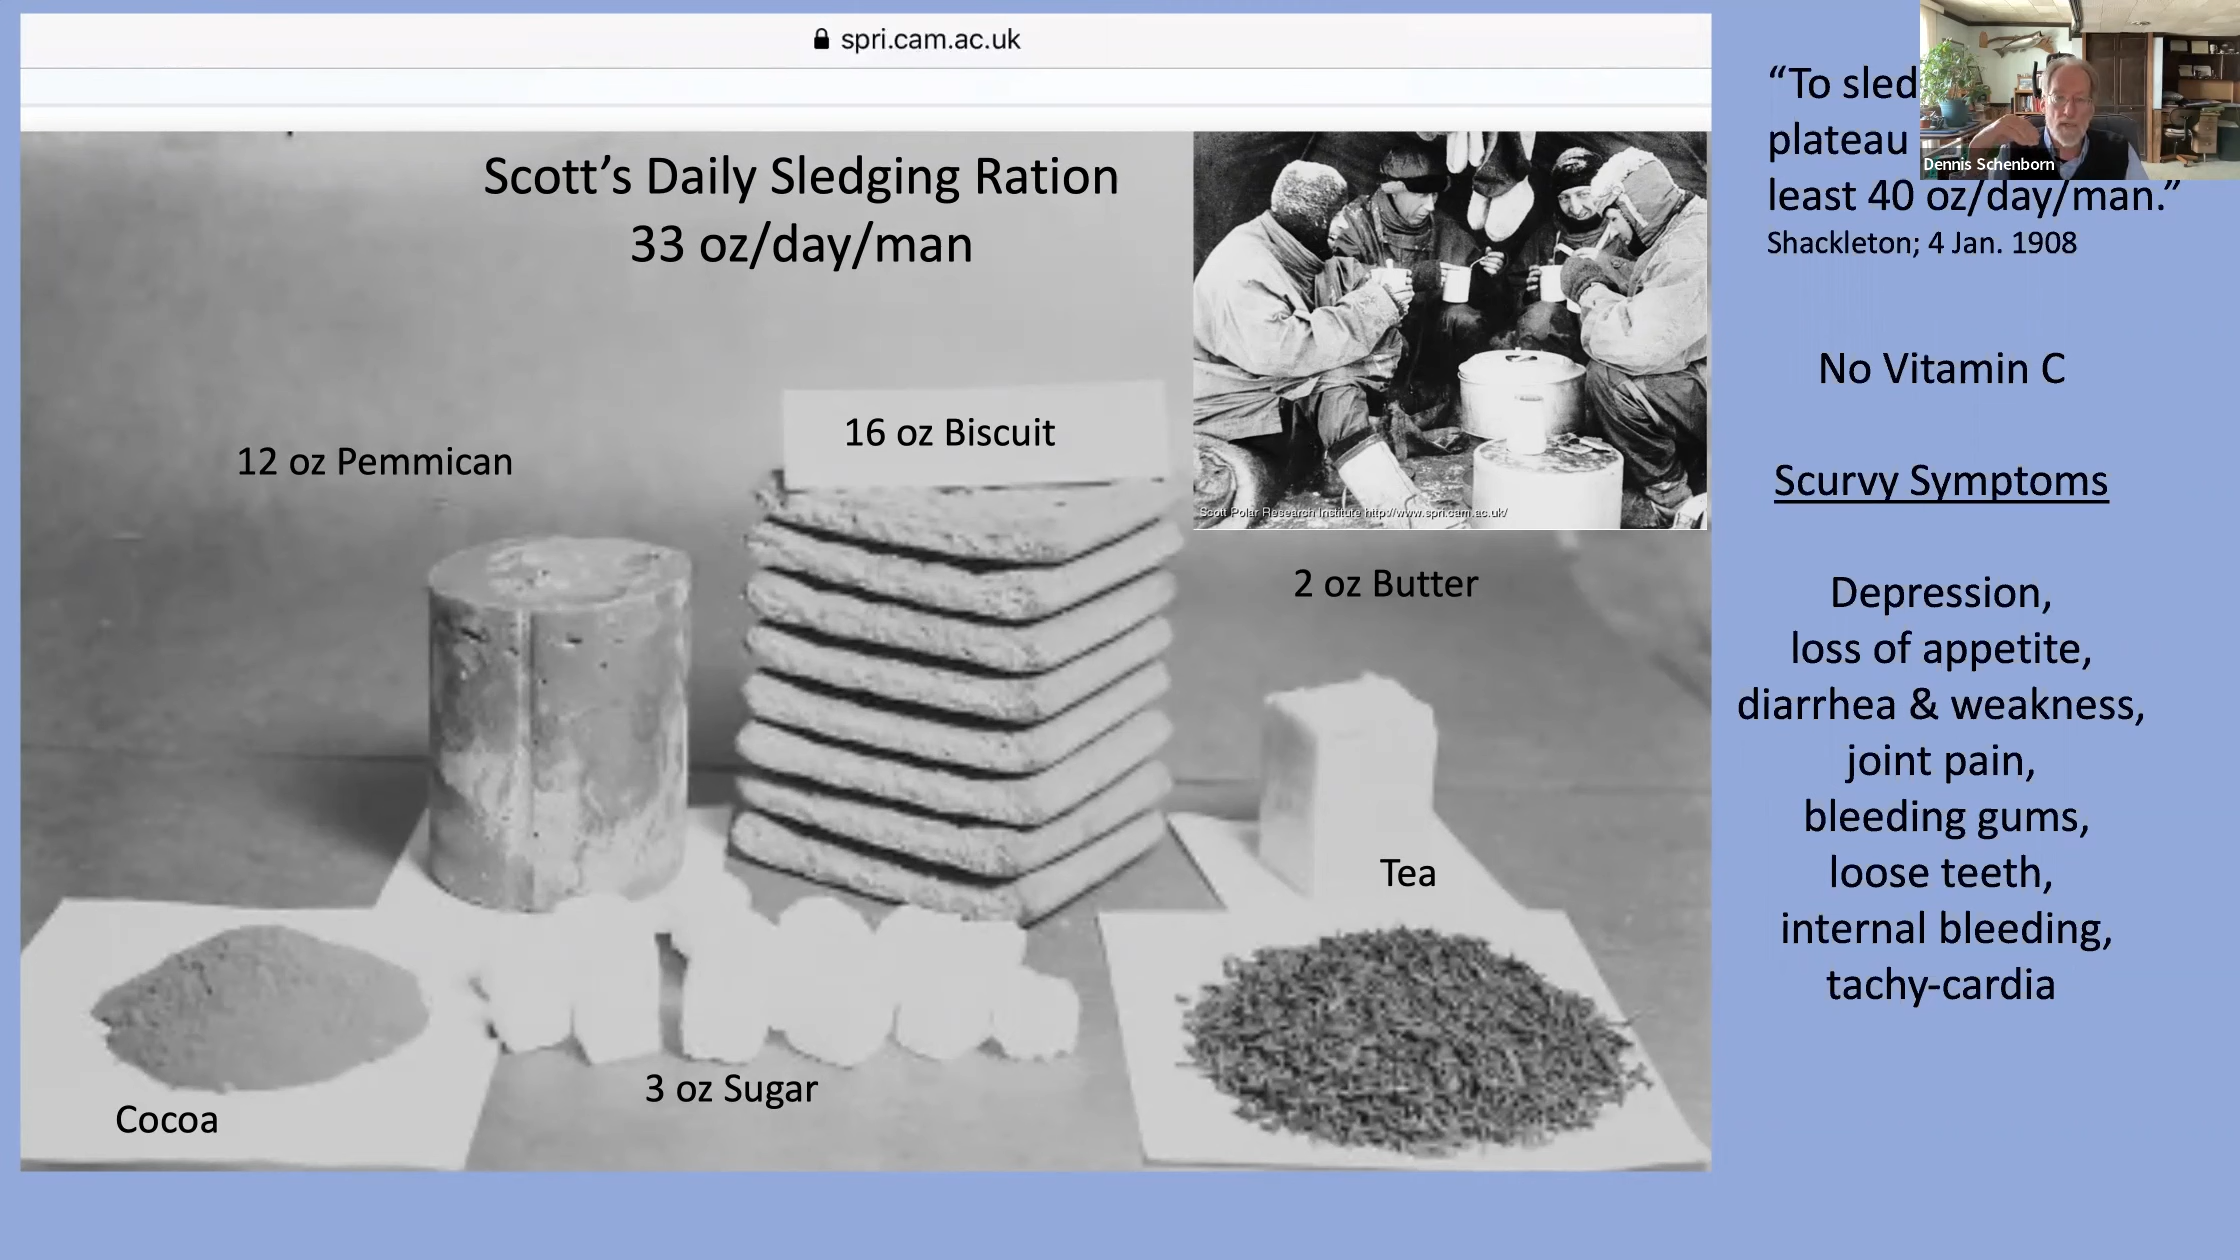 spri.cam.ac.uk
Scott’s Daily Sledging Ration
33 oz/day/man
12 oz Pemmican
16 oz Biscuit
2 oz Butter
Tea
3 oz Sugar
Cocoa
Scott Polar Research Institute http://www.spri.cam.ac.uk/
“To sled
plateau
least 40 oz/day/man.”
Shackleton; 4 Jan. 1908
No Vitamin C
Scurvy Symptoms
Depression,
loss of appetite,
diarrhea & weakness,
joint pain,
bleeding gums,
loose teeth,
internal bleeding,
tachy-cardia
Dennis Schenborn